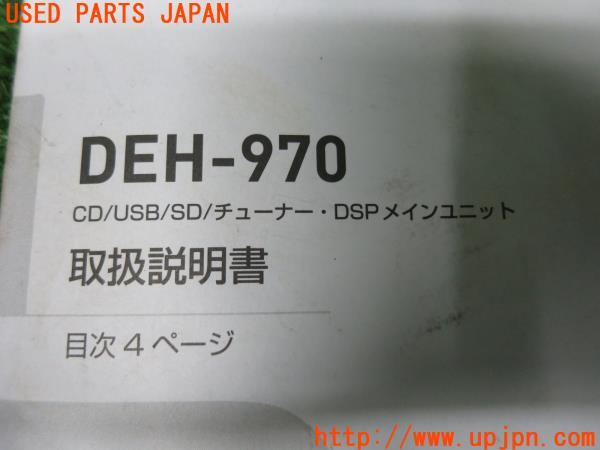 USED PARTS JAPAN
DEH-970
CD/USB/SD/チューナー・DSPメインユニット
取扱説明書
目次4ページ
http://www.upjpn.com